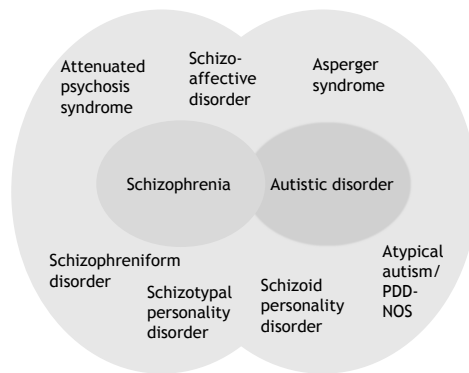 Attenuated
psychosis
syndrome
Schizo-
affective
disorder
Asperger
syndrome
Schizophrenia
Autistic disorder
Schizophreniform
disorder
Schizotypal
personality
disorder
Schizoid
personality
disorder
Atypical
autism/
PDD-
NOS